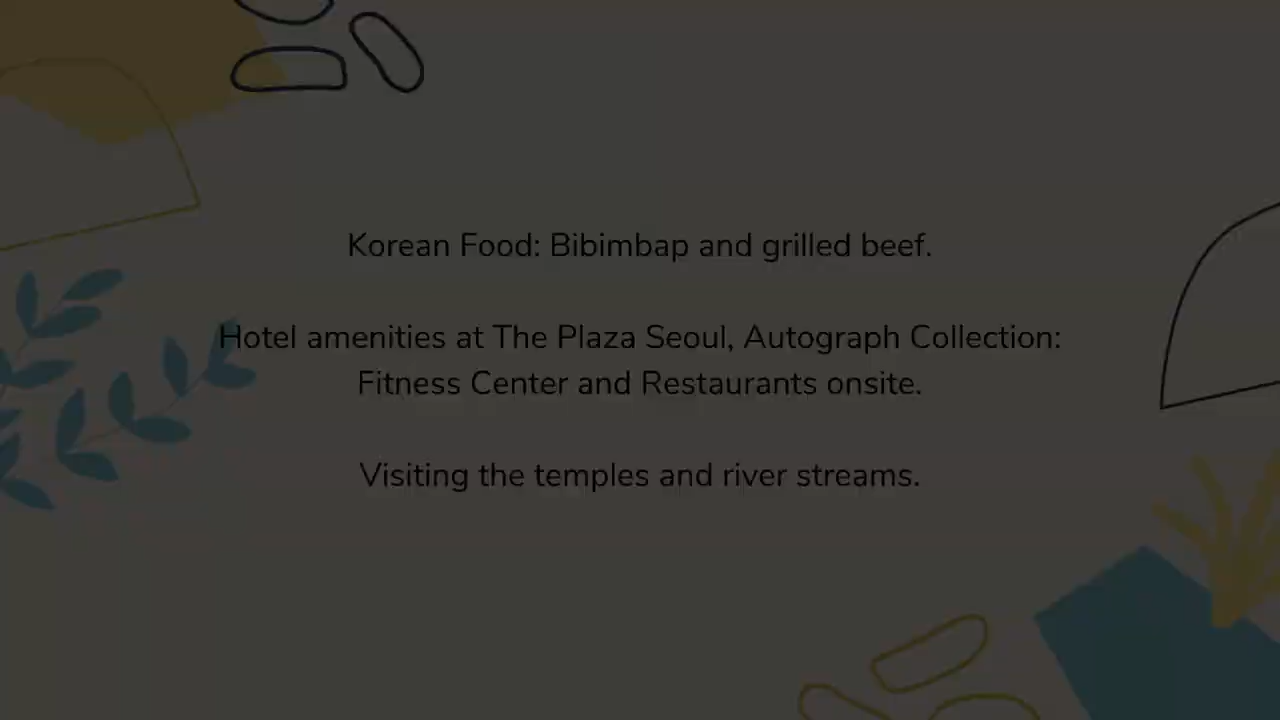 Korean Food: Bibimbap and grilled beef.
Hotel amenities at The Plaza Seoul, Autograph Collection:
Fitness Center and Restaurants onsite.
Visiting the temples and river streams.